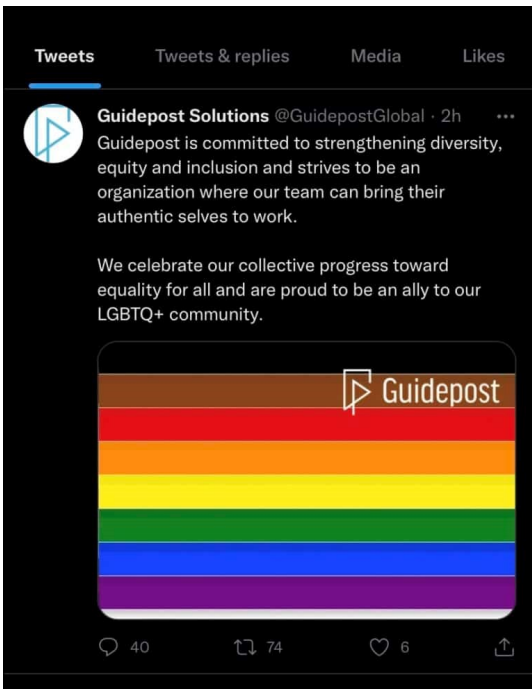 Tweets Tweets & replies Media Likes
Guidepost Solutions @GuidepostGlobal · 2h
Guidepost is committed to strengthening diversity,
equity and inclusion and strives to be an
organization where our team can bring their
authentic selves to work.
We celebrate our collective progress toward
equality for all and are proud to be an ally to our
LGBTQ+ community.
Guidepost
40 74 6